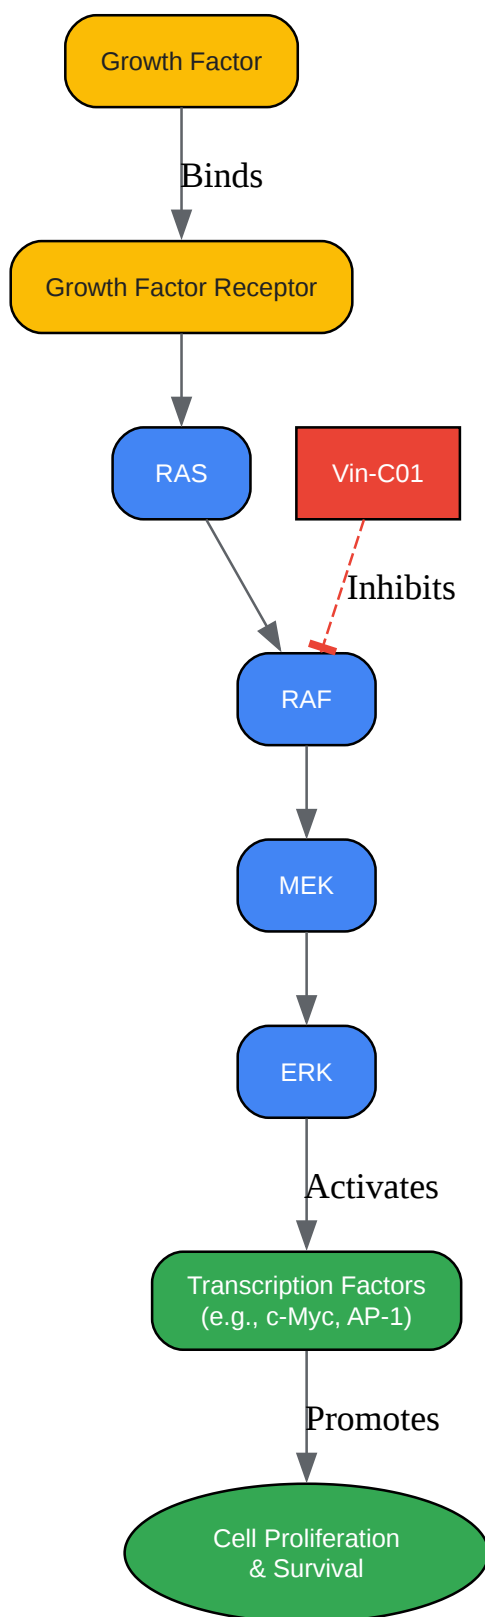 Growth Factor
Binds
Growth Factor Receptor
RAS
Vin-C01
Inhibits
RAF
MEK
ERK
Activates
Transcription Factors
(e.g., c-Myc, AP-1)
Promotes
Cell Proliferation
& Survival